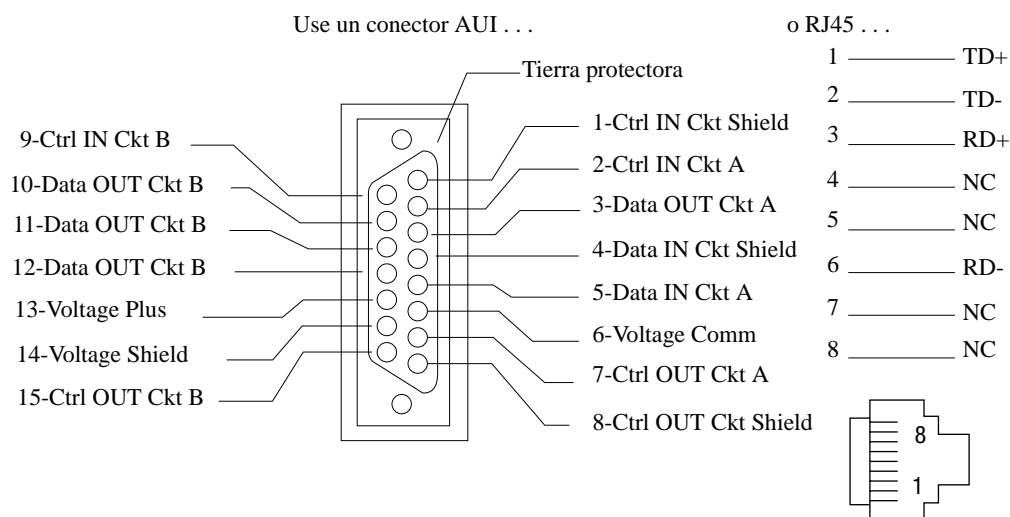 Use un conector AUI . . .
o RJ45 . . .
Tierra protectora
9-Ctrl IN Ckt B
10-Data OUT Ckt B
11-Data OUT Ckt B
12-Data OUT Ckt B
13-Voltage Plus
14-Voltage Shield
15-Ctrl OUT Ckt B
1-Ctrl IN Ckt Shield
2-Ctrl IN Ckt A
3-Data OUT Ckt A
4-Data IN Ckt Shield
5-Data IN Ckt A
6-Voltage Comm
7-Ctrl OUT Ckt A
8-Ctrl OUT Ckt Shield
1 TD+
2 TD-
3 RD+
4 NC
5 NC
6 RD-
7 NC
8 NC
8
1